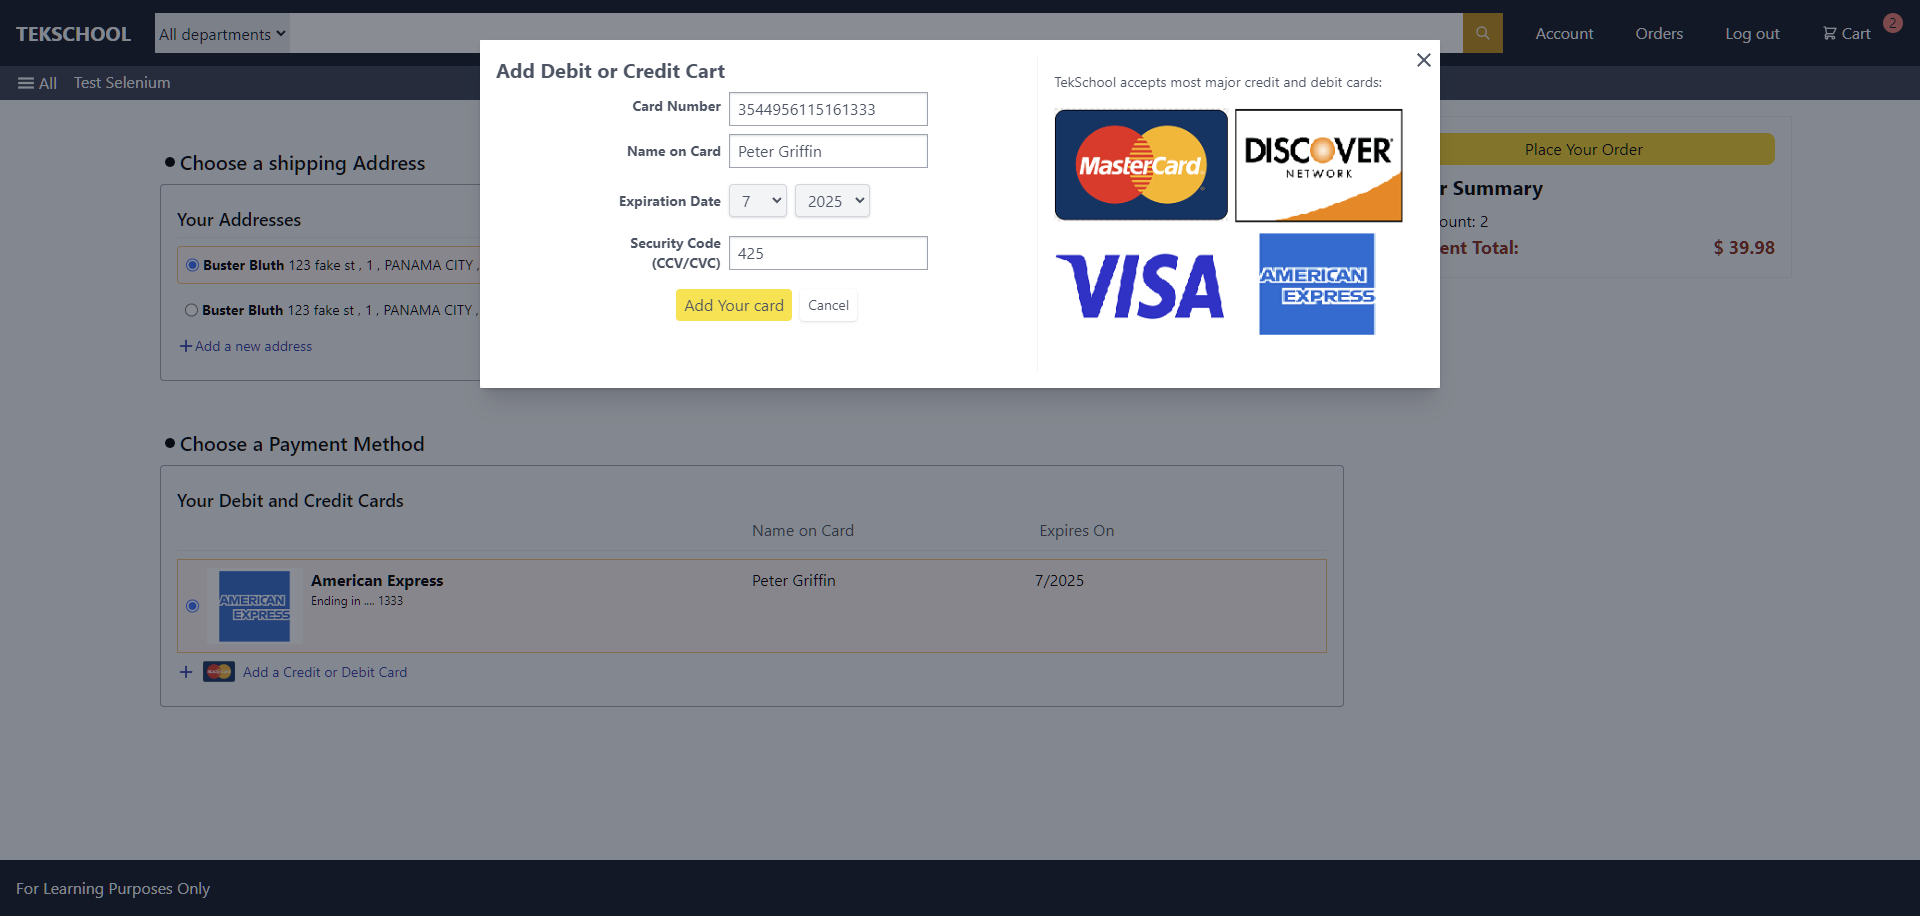 TEKSCHOOL
All departments
Account
Orders
Log out
Cart
2
All
Test Selenium
Add Debit or Credit Cart
Card Number
3544956115161333
Name on Card
Peter Griffin
Expiration Date
7
2025
Security Code
(CCV/CVC)
425
Add Your card
Cancel
TekSchool accepts most major credit and debit cards:
MasterCard
DISCOVER
NETWORK
VISA
AMERICAN
EXPRESS
Choose a shipping Address
Your Addresses
Buster Bluth 123 fake st , 1 , PANAMA CITY ,
Buster Bluth 123 fake st , 1 , PANAMA CITY ,
Add a new address
Place Your Order
r Summary
ount: 2
ent Total:
$ 39.98
Choose a Payment Method
Your Debit and Credit Cards
Name on Card
Expires On
AMERICAN
EXPRESS
American Express
Ending in .... 1333
Peter Griffin
7/2025
Add a Credit or Debit Card
For Learning Purposes Only